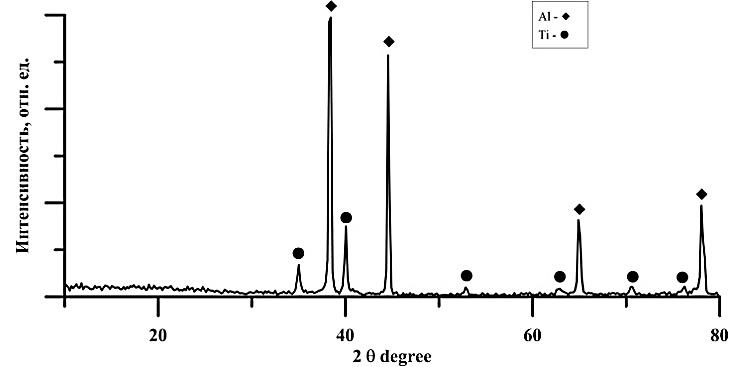 Al - ◆
Ti - ●
Интенсивность, отн. ед.
20 40 60 80
2 θ degree